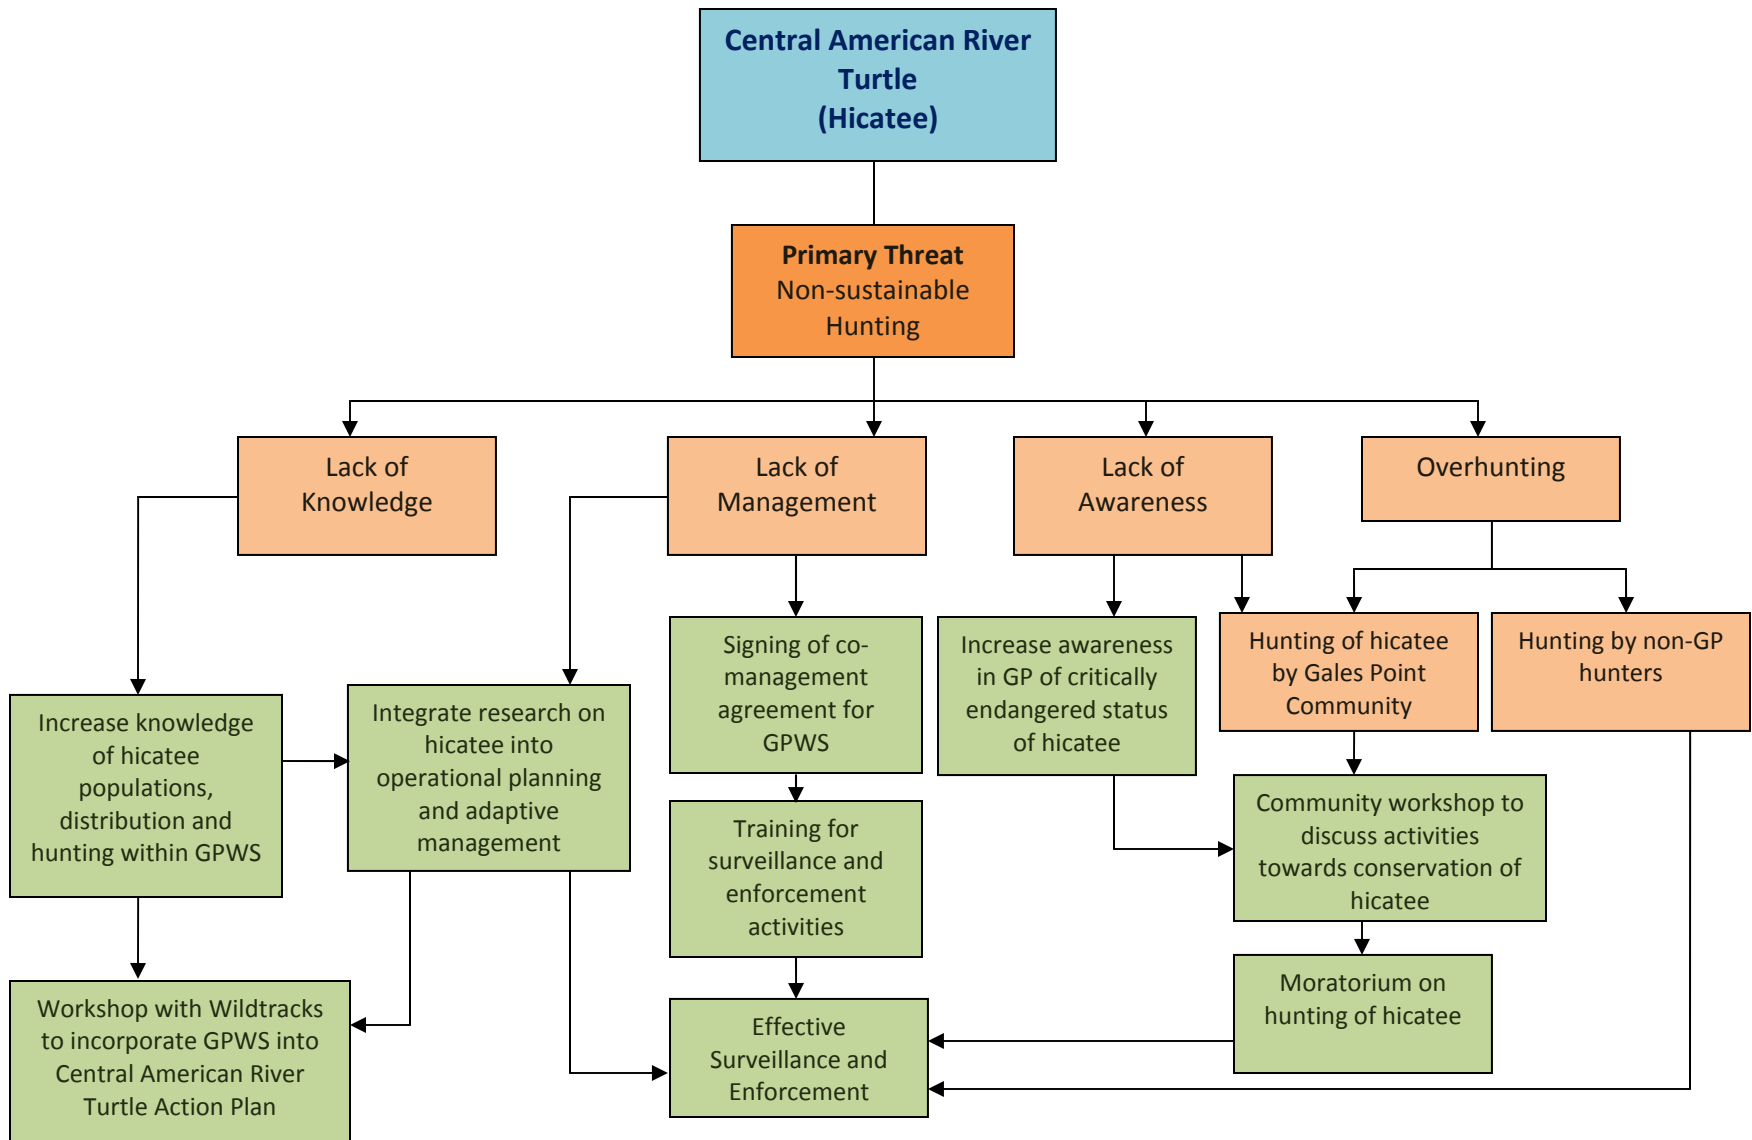 Central American River
Turtle
(Hicatee)
Primary Threat
Non-sustainable
Hunting
Lack of
Knowledge
Lack of
Management
Lack of
Awareness
Overhunting
Increase knowledge
of hicatee
populations,
distribution and
hunting within GPWS
Integrate research on
hicatee into
operational planning
and adaptive
management
Signing of co-
management
agreement for
GPWS
Increase awareness
in GP of critically
endangered status
of hicatee
Hunting of hicatee
by Gales Point
Community
Hunting by non-GP
hunters
Training for
surveillance and
enforcement
activities
Community workshop to
discuss activities
towards conservation of
hicatee
Workshop with Wildtracks
to incorporate GPWS into
Central American River
Turtle Action Plan
Effective
Surveillance and
Enforcement
Moratorium on
hunting of hicatee